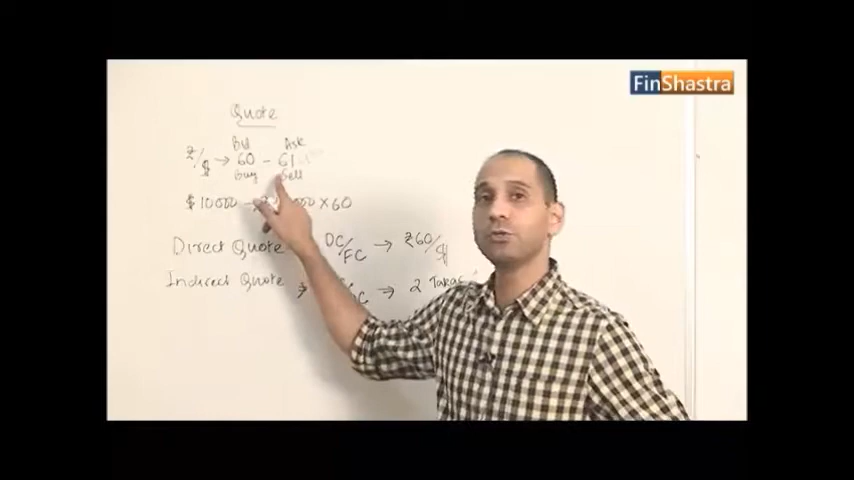 FinShastra
Quote
Bid Ask
₹/$ → 60 - 61
Buy Sell
$10000 → 000 × 60
Direct Quote DC/FC → ₹60/$
Indirect Quote → C → 2 Takas